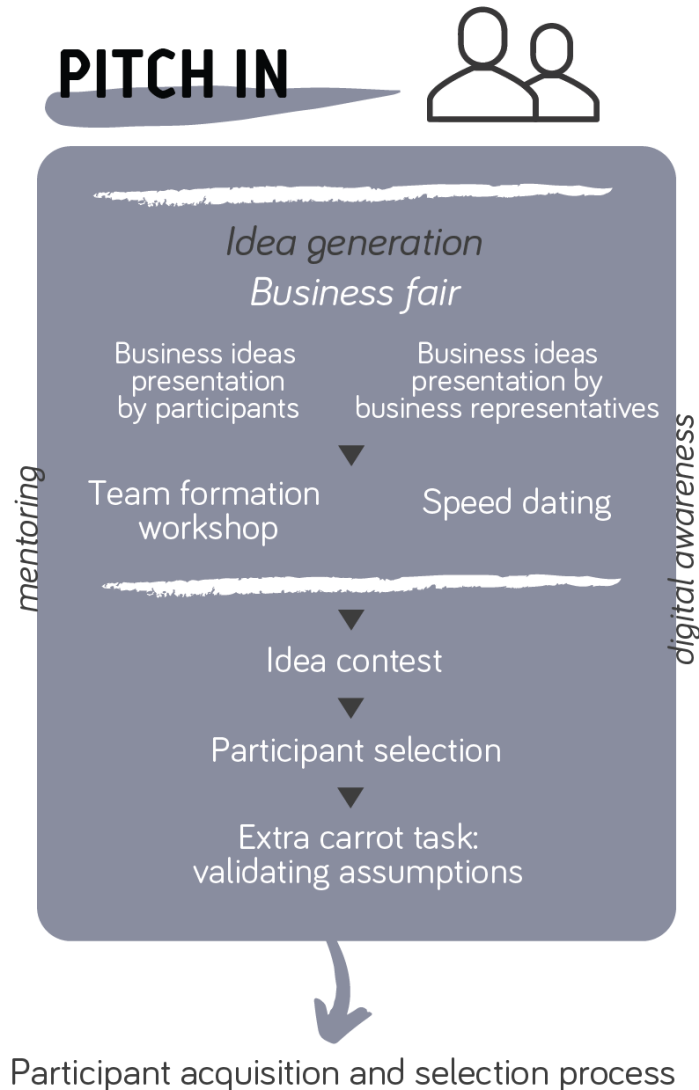 PITCH IN
Idea generation
Business fair
Business ideas
presentation
by participants
Business ideas
presentation by
business representatives
mentoring
digital awareness
Team formation
workshop
Speed dating
Idea contest
Participant selection
Extra carrot task:
validating assumptions
Participant acquisition and selection process